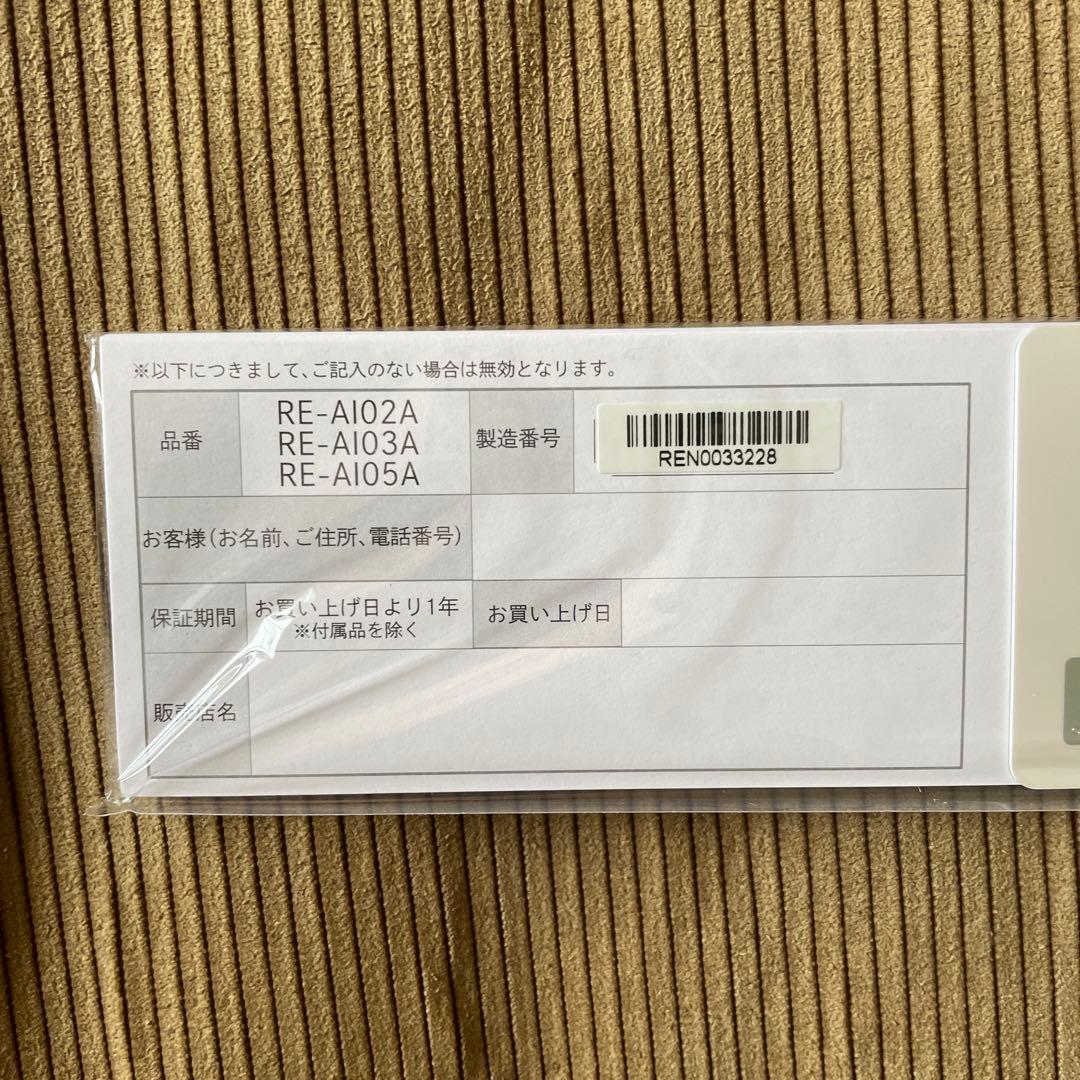 ※以下につきまして、ご記入のない場合は無効となります。
品番
RE-AI02A
RE-AI03A
RE-AI05A
製造番号
REN0033228
お客様(お名前、ご住所、電話番号)
保証期間
お買い上げ日より1年
※付属品を除く
お買い上げ日
販売店名